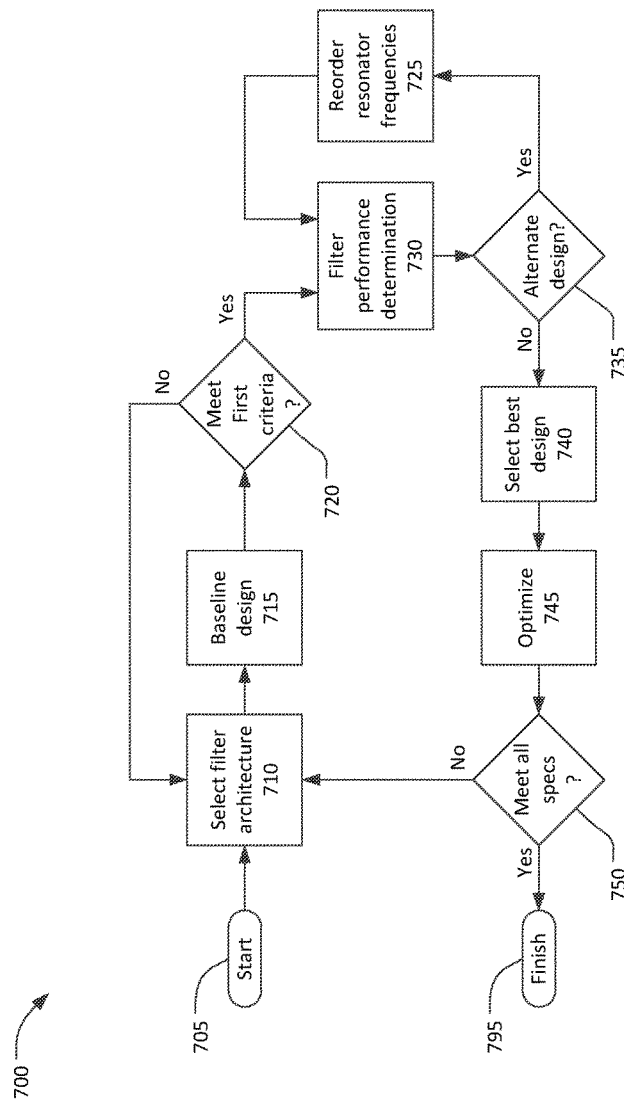 700
705
Start
Select filter
architecture
710
Baseline
design
715
Meet
First
criteria
?
720
No
Yes
Filter
performance
determination
730
Reorder
resonator
frequencies
725
Alternate
design?
735
Yes
No
Select best
design
740
Optimize
745
Meet all
specs
?
750
No
Yes
Finish
795